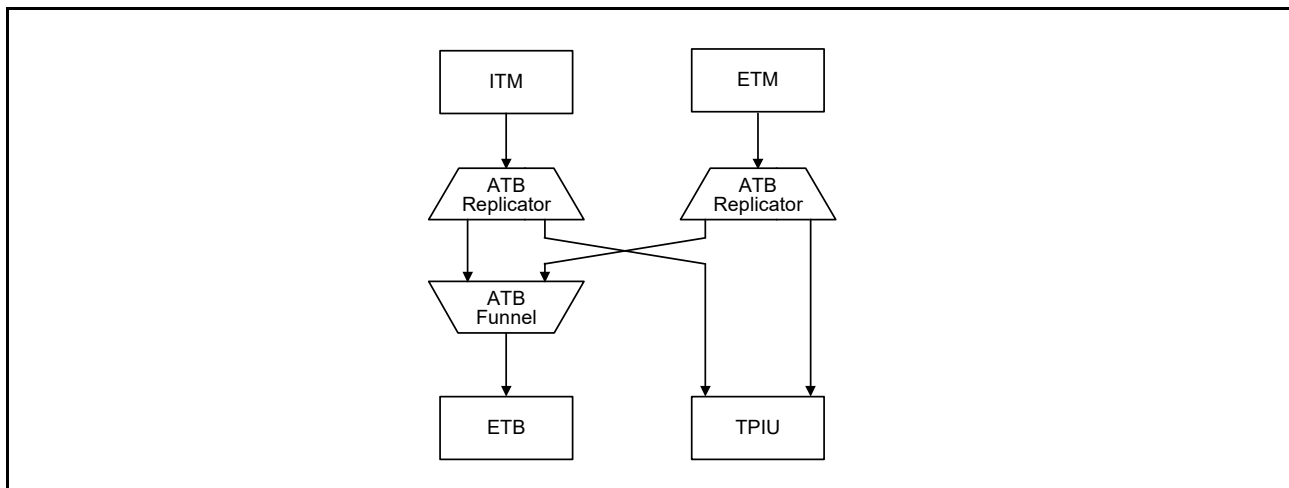 ITM
ETM
ATB
Replicator
ATB
Replicator
ATB
Funnel
ETB
TPIU